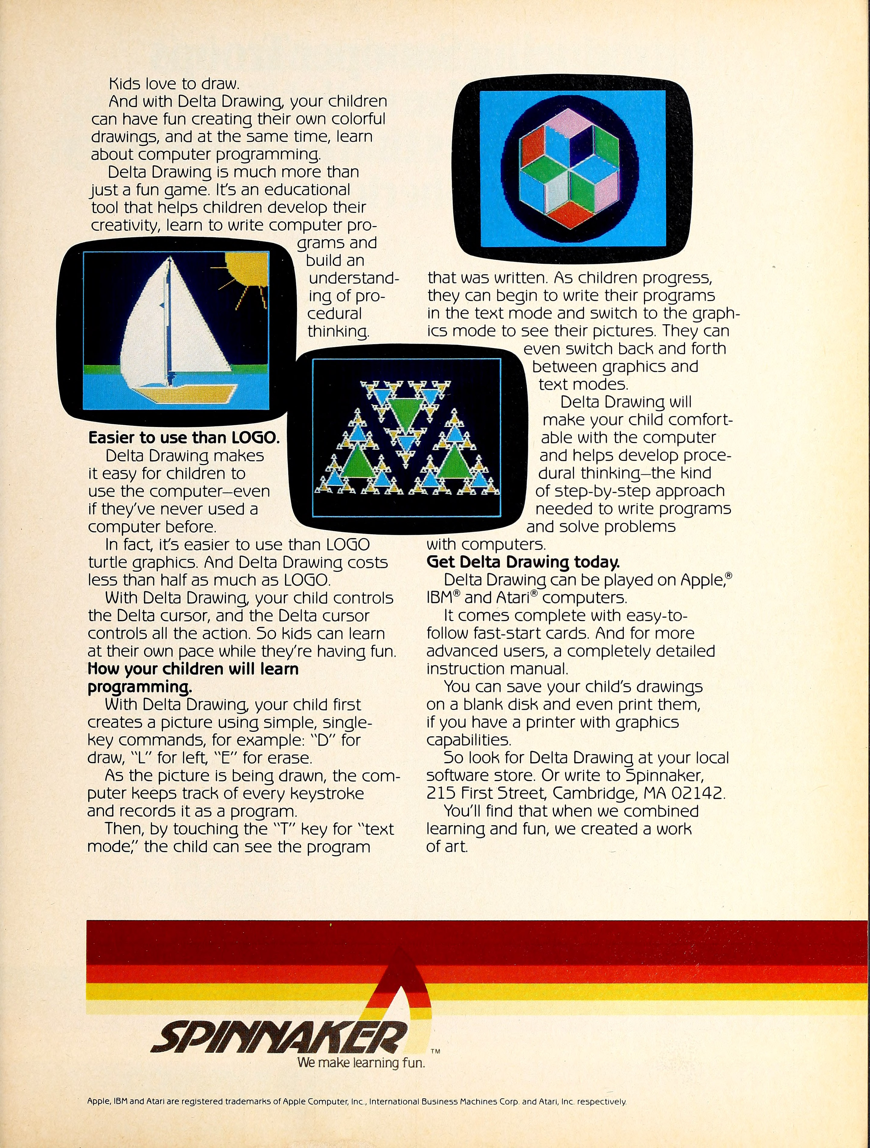 Kids love to draw.
And with Delta Drawing, your children
can have fun creating their own colorful
drawings, and at the same time, learn
about computer programming.
Delta Drawing is much more than
just a fun game. It's an educational
tool that helps children develop their
creativity, learn to write computer pro-
grams and
build an
understand-
ing of pro-
cedural
thinking.
Easier to use than LOGO.
Delta Drawing makes
it easy for children to
use the computer—even
if they've never used a
computer before.
In fact, it's easier to use than LOGO
turtle graphics. And Delta Drawing costs
less than half as much as LOGO.
With Delta Drawing, your child controls
the Delta cursor, and the Delta cursor
controls all the action. So kids can learn
at their own pace while they're having fun.
How your children will learn
programming.
With Delta Drawing, your child first
creates a picture using simple, single-
key commands, for example: "D" for
draw, "L" for left, "E" for erase.
As the picture is being drawn, the com-
puter keeps track of every keystroke
and records it as a program.
Then, by touching the "T" key for "text
mode," the child can see the program
that was written. As children progress,
they can begin to write their programs
in the text mode and switch to the graph-
ics mode to see their pictures. They can
even switch back and forth
between graphics and
text modes.
Delta Drawing will
make your child comfort-
able with the computer
and helps develop proce-
dural thinking—the kind
of step-by-step approach
needed to write programs
and solve problems
with computers.
Get Delta Drawing today.
Delta Drawing can be played on Apple,®
IBM® and Atari® computers.
It comes complete with easy-to-
follow fast-start cards. And for more
advanced users, a completely detailed
instruction manual.
You can save your child's drawings
on a blank disk and even print them,
if you have a printer with graphics
capabilities.
So look for Delta Drawing at your local
software store. Or write to Spinnaker,
215 First Street, Cambridge, MA 02142.
You'll find that when we combined
learning and fun, we created a work
of art.
SPINNAKER™
We make learning fun.
Apple, IBM and Atari are registered trademarks of Apple Computer, Inc., International Business Machines Corp. and Atari, Inc. respectively.